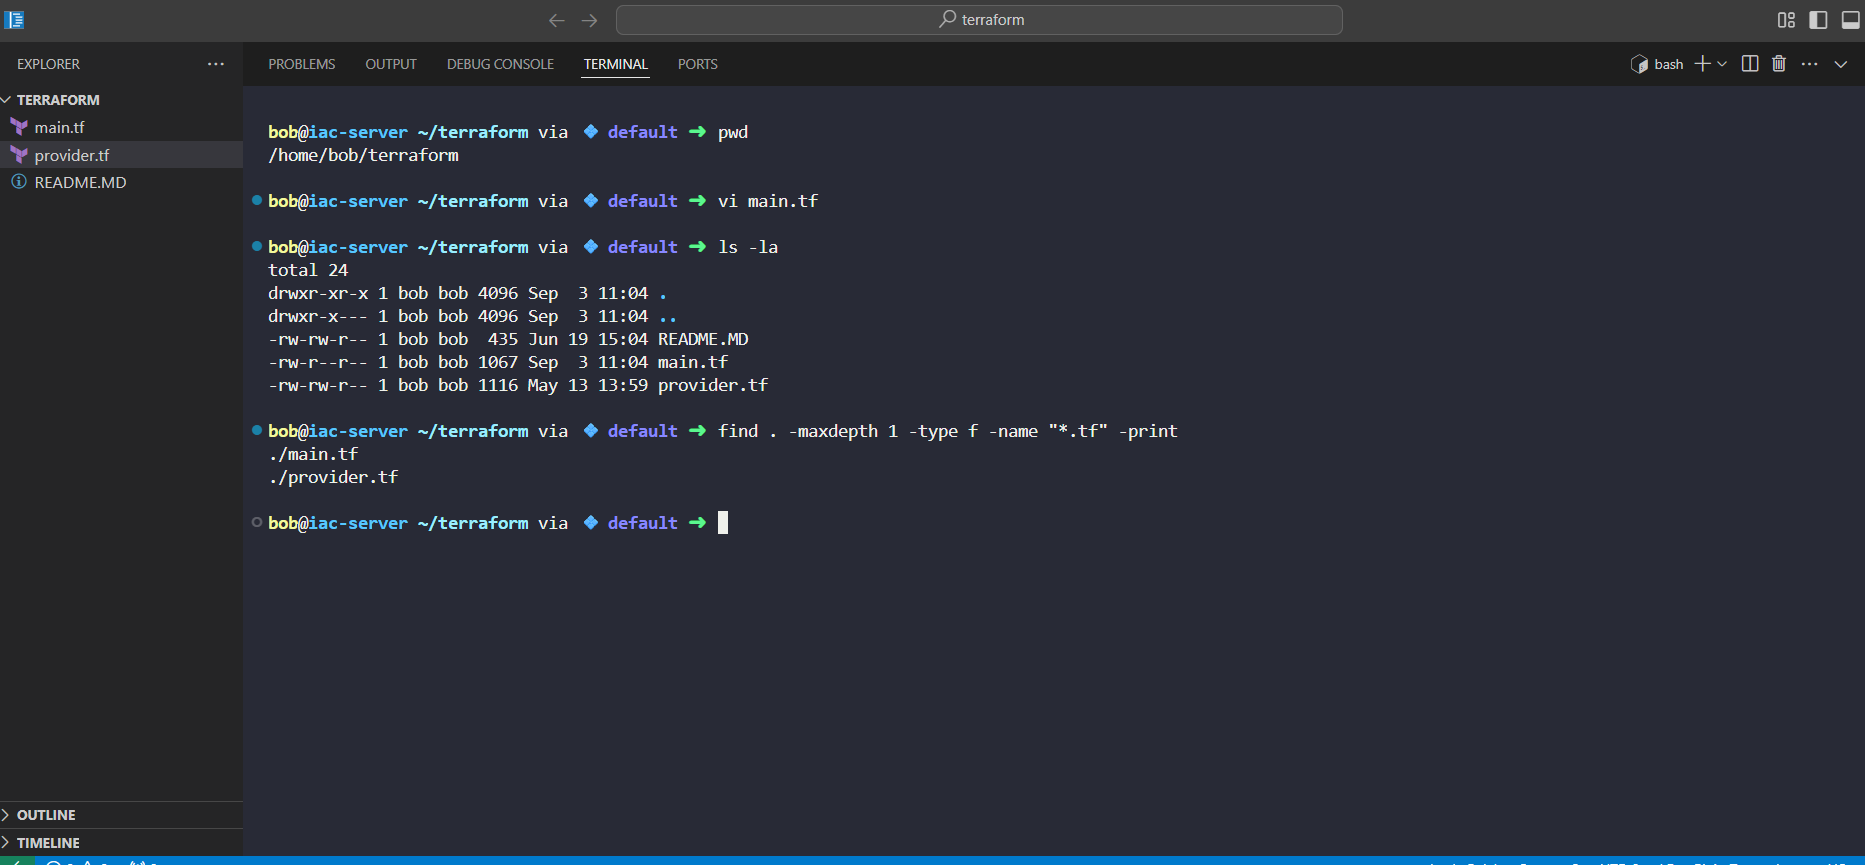 terraform
EXPLORER
PROBLEMS OUTPUT DEBUG CONSOLE TERMINAL PORTS
bash
TERRAFORM
main.tf
provider.tf
README.MD
bob@iac-server ~/terraform via default ➜ pwd
/home/bob/terraform
bob@iac-server ~/terraform via default ➜ vi main.tf
bob@iac-server ~/terraform via default ➜ ls -la
total 24
drwxr-xr-x 1 bob bob 4096 Sep  3 11:04 .
drwxr-x--- 1 bob bob 4096 Sep  3 11:04 ..
-rw-rw-r-- 1 bob bob  435 Jun 19 15:04 README.MD
-rw-r--r-- 1 bob bob 1067 Sep  3 11:04 main.tf
-rw-rw-r-- 1 bob bob 1116 May 13 13:59 provider.tf
bob@iac-server ~/terraform via default ➜ find . -maxdepth 1 -type f -name "*.tf" -print
./main.tf
./provider.tf
bob@iac-server ~/terraform via default ➜
OUTLINE
TIMELINE